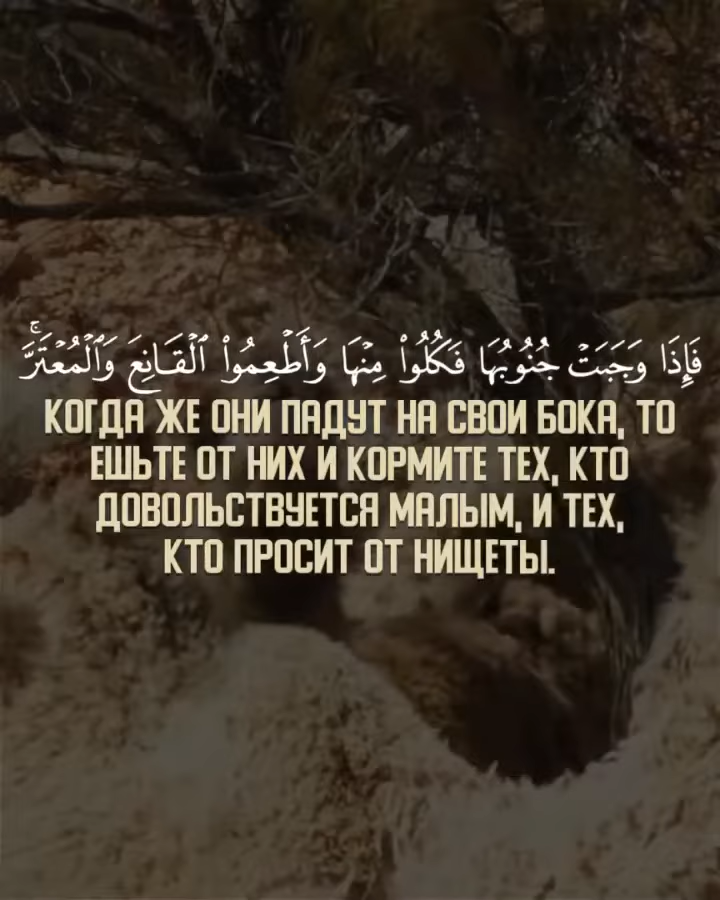 فَإِذَا وَجَبَتْ جُنُوبُهَا فَكُلُوا۟ مِنْهَا وَأَطْعِمُوا۟ ٱلْقَانِعَ وَٱلْمُعْتَرَّ ۚ
КОГДА ЖЕ ОНИ ПАДУТ НА СВОИ БОКА, ТО
ЕШЬТЕ ОТ НИХ И КОРМИТЕ ТЕХ, КТО
ДОВОЛЬСТВУЕТСЯ МАЛЫМ, И ТЕХ,
КТО ПРОСИТ ОТ НИЩЕТЫ.